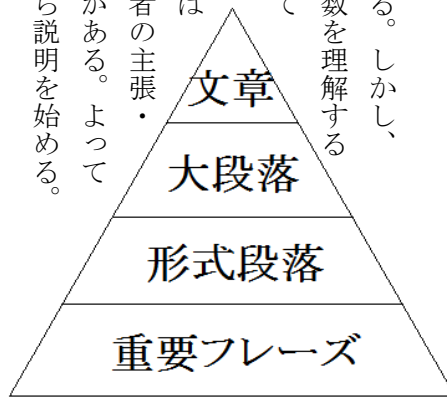 る。しかし、
数を理解する
て
は
者の主張・
がある。よって
ら説明を始める。
文章
大段落
形式段落
重要フレーズ